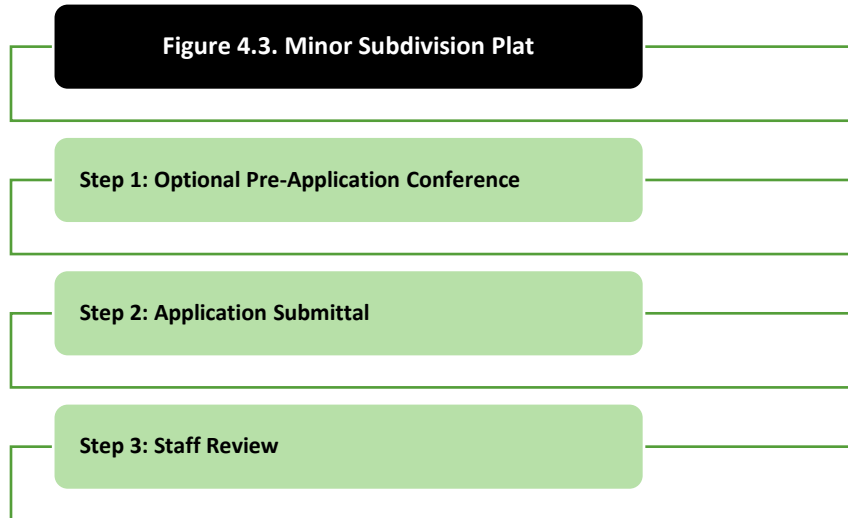 Figure 4.3. Minor Subdivision Plat
Step 1: Optional Pre-Application Conference
Step 2: Application Submittal
Step 3: Staff Review